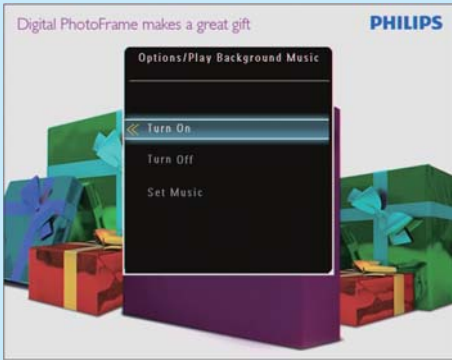 Digital PhotoFrame makes a great gift
PHILIPS
Options/Play Background Music
Turn On
Turn Off
Set Music